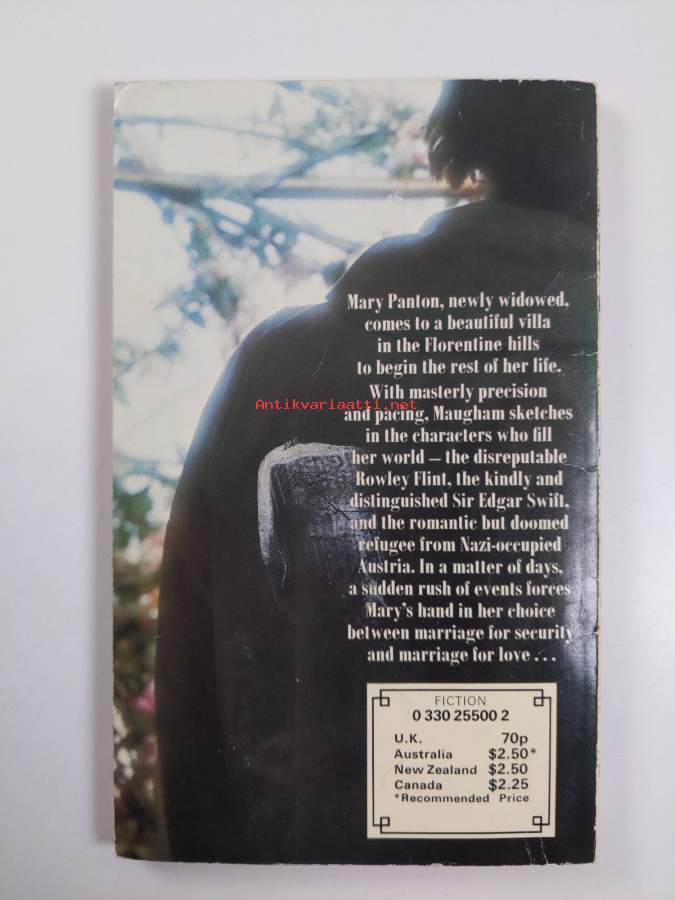 Mary Panton, newly widowed,
comes to a beautiful villa
in the Florentine hills
to begin the rest of her life.
With masterly precision
Antikvariaatti.net
and pacing, Maugham sketches
in the characters who fill
her world – the disreputable
Rowley Flint, the kindly and
distinguished Sir Edgar Swift,
and the romantic but doomed
refugee from Nazi-occupied
Austria. In a matter of days,
a sudden rush of events forces
Mary's hand in her choice
between marriage for security
and marriage for love . . .
FICTION
0 330 25500 2
U.K. 70p
Australia $2.50*
New Zealand $2.50
Canada $2.25
*Recommended Price